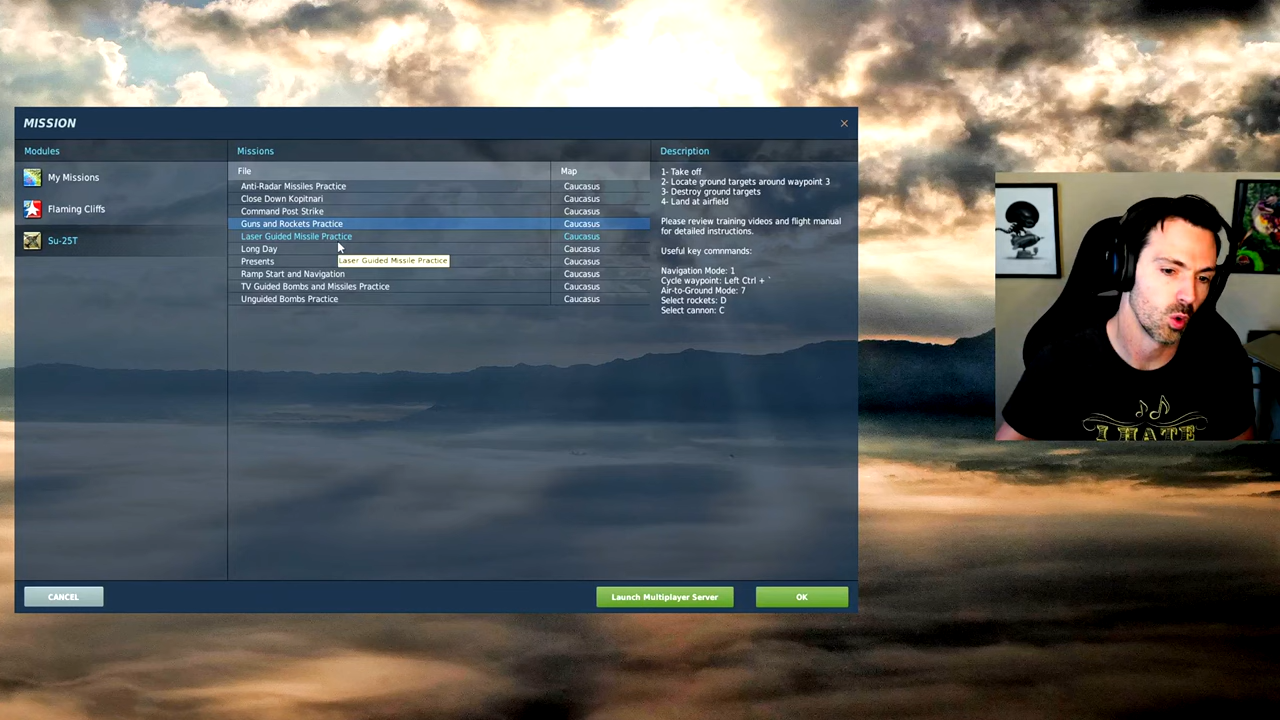 MISSION
×
Modules
My Missions
Flaming Cliffs
Su-25T
Missions
File Map
Anti-Radar Missiles Practice Caucasus
Close Down Kopitnari Caucasus
Command Post Strike Caucasus
Guns and Rockets Practice Caucasus
Laser Guided Missile Practice Caucasus
Long Day Caucasus
Presents Caucasus
Laser Guided Missile Practice
Ramp Start and Navigation Caucasus
TV Guided Bombs and Missiles Practice Caucasus
Unguided Bombs Practice Caucasus
Description
1- Take off
2- Locate ground targets around waypoint 3
3- Destroy ground targets
4- Land at airfield
Please review training videos and flight manual
for detailed instructions.
Useful key commands:
Navigation Mode: 1
Cycle waypoint: Left Ctrl + `
Air-to-Ground Mode: 7
Select rockets: D
Select cannon: C
CANCEL
Launch Multiplayer Server
OK
I HATE